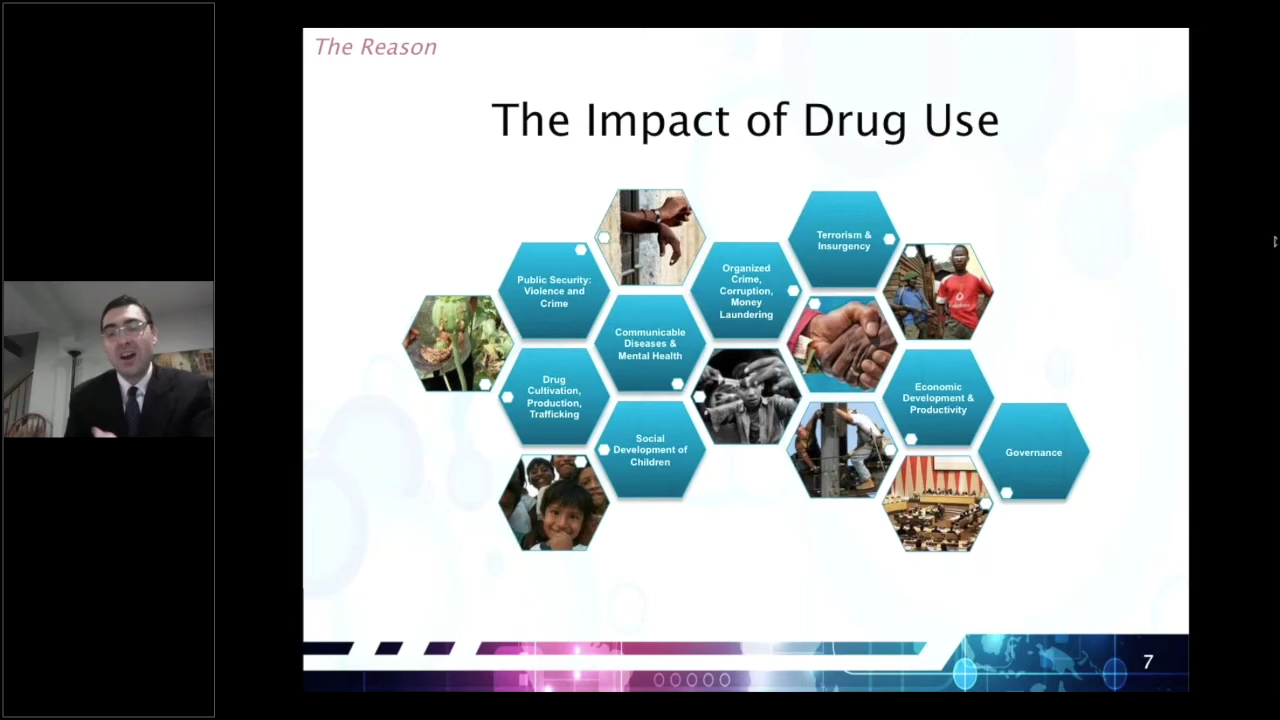 The Reason
The Impact of Drug Use
Terrorism &
Insurgency
Public Security:
Violence and
Crime
Organized
Crime,
Corruption,
Money
Laundering
Communicable
Diseases &
Mental Health
Drug
Cultivation,
Production,
Trafficking
Economic
Development &
Productivity
Social
Development of
Children
Governance
7